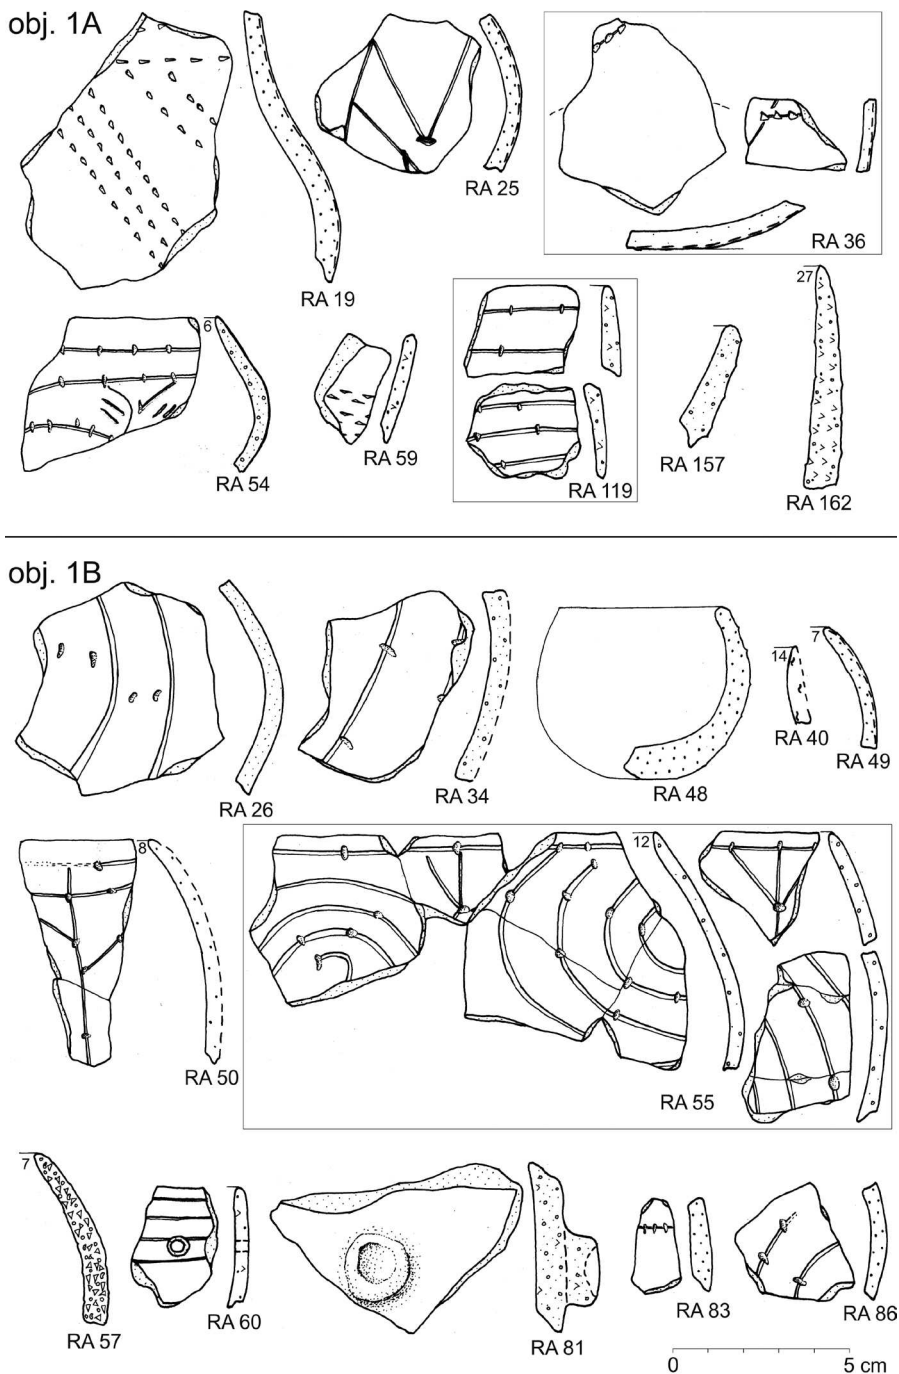 obj. 1A
RA 19
RA 25
RA 36
6
RA 54
RA 59
RA 119
RA 157
27
RA 162
obj. 1B
RA 26
RA 34
RA 48
14
RA 40
7
RA 49
8
RA 50
12
RA 55
7
RA 57
RA 60
RA 81
RA 83
RA 86
0 5 cm